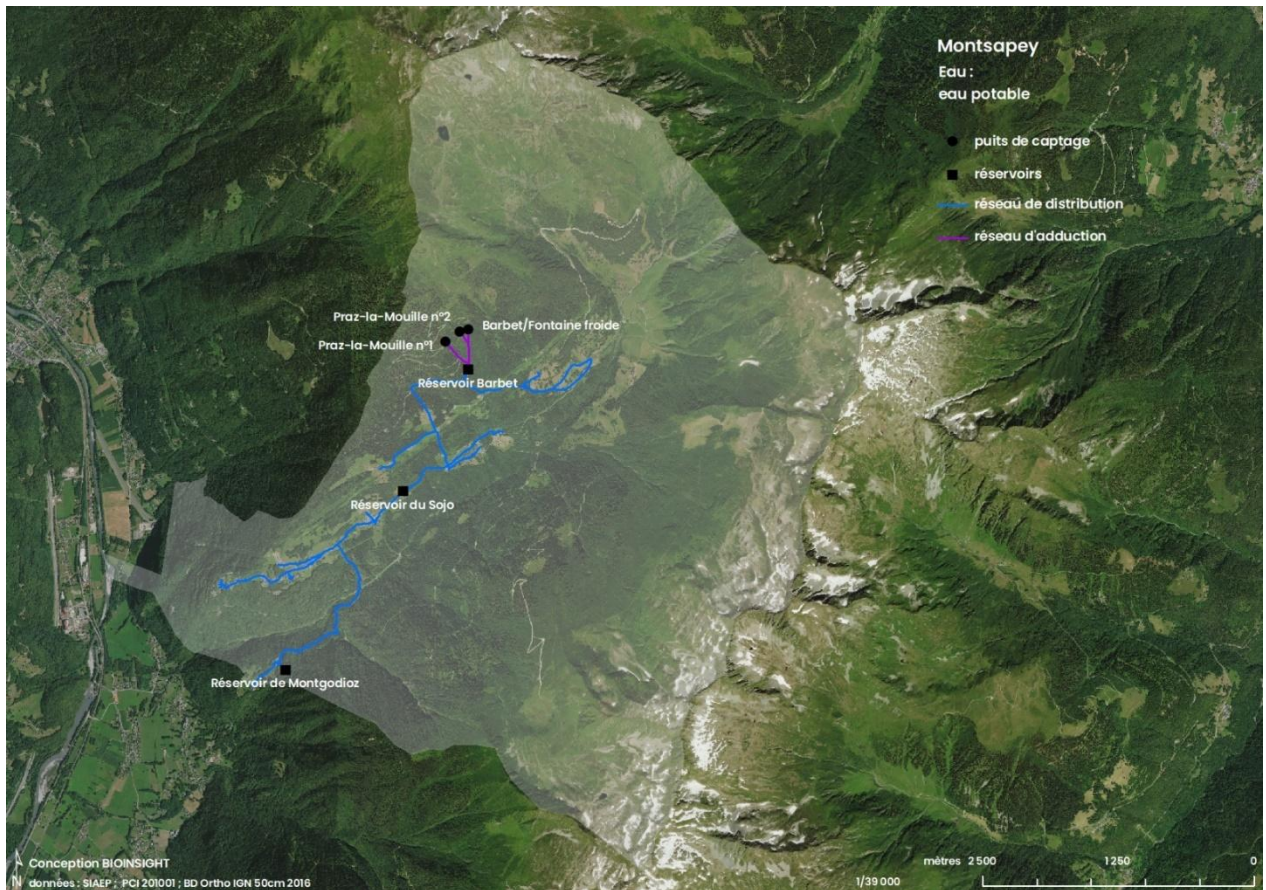 Montsapey
Eau :
eau potable
puits de captage
réservoirs
réseau de distribution
réseau d'adduction
Praz-la-Mouille n°2
Barbet/Fontaine froide
Praz-la-Mouille n°1
Réservoir Barbet
Réservoir du Sojo
Réservoir de Montgodioz
Conception BIOINSIGHT
N données : SIAEP ; PCI 201001 ; BD Ortho IGN 50cm 2016
mètres 2 500 1 250 0
1/39 000